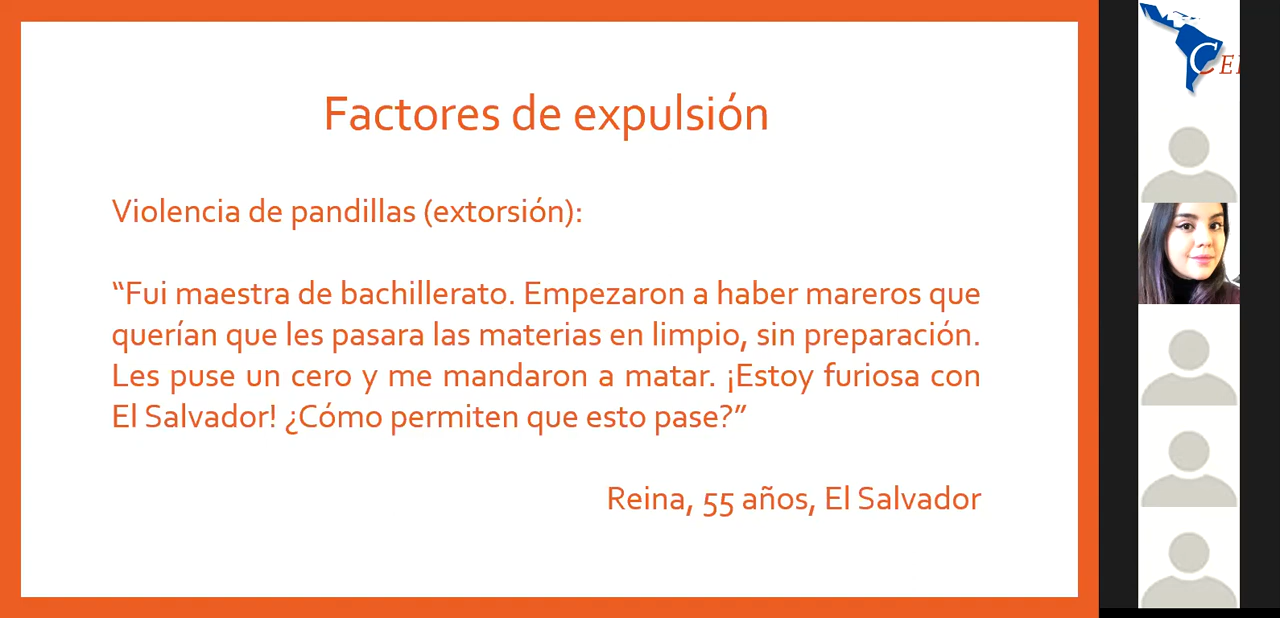 Factores de expulsión
Violencia de pandillas (extorsión):
“Fui maestra de bachillerato. Empezaron a haber mareros que
querían que les pasara las materias en limpio, sin preparación.
Les puse un cero y me mandaron a matar. ¡Estoy furiosa con
El Salvador! ¿Cómo permiten que esto pase?”
Reina, 55 años, El Salvador